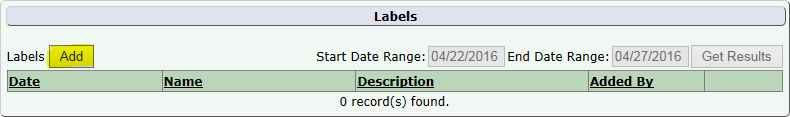 Labels
Labels Add Start Date Range: 04/22/2016 End Date Range: 04/27/2016 Get Results
Date Name Description Added By
0 record(s) found.